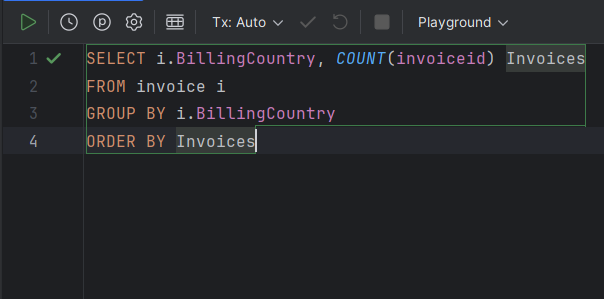 Tx: Auto Playground
1 SELECT i.BillingCountry, COUNT(invoiceid) Invoices
2 FROM invoice i
3 GROUP BY i.BillingCountry
4 ORDER BY Invoices